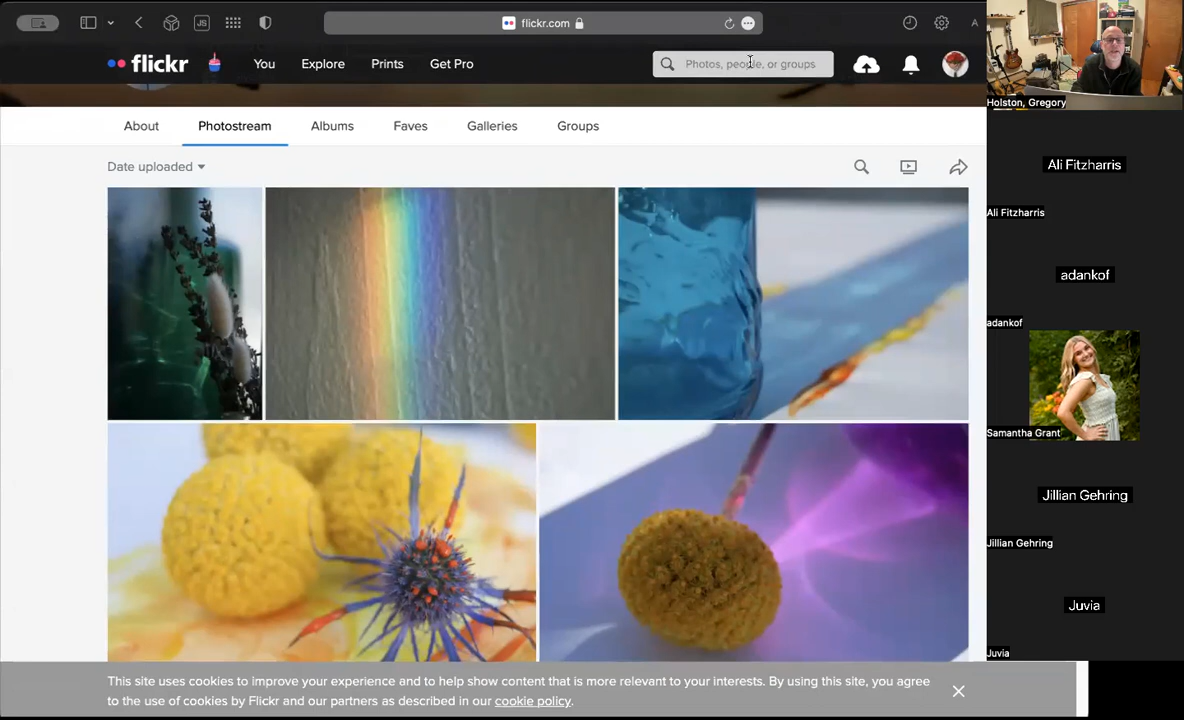 flickr.com
JS
A
flickr
You
Explore
Prints
Get Pro
Photos, people, or groups
About
Photostream
Albums
Faves
Galleries
Groups
Date uploaded
This site uses cookies to improve your experience and to help show content that is more relevant to your interests. By using this site, you agree
to the use of cookies by Flickr and our partners as described in our cookie policy.
Holston, Gregory
Ali Fitzharris
Ali Fitzharris
adankof
adankof
Samantha Grant
Jillian Gehring
Jillian Gehring
Juvia
Juvia